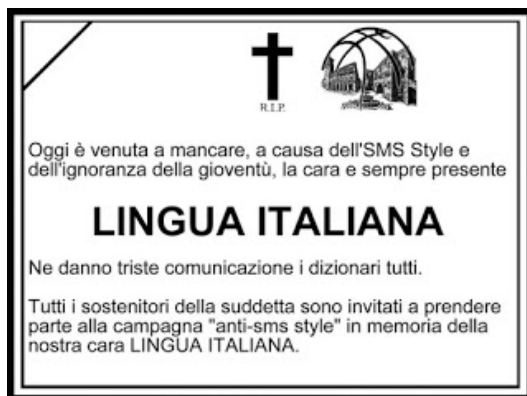 R.I.P.
Oggi è venuta a mancare, a causa dell'SMS Style e
dell'ignoranza della gioventù, la cara e sempre presente
LINGUA ITALIANA
Ne danno triste comunicazione i dizionari tutti.
Tutti i sostenitori della suddetta sono invitati a prendere
parte alla campagna "anti-sms style" in memoria della
nostra cara LINGUA ITALIANA.